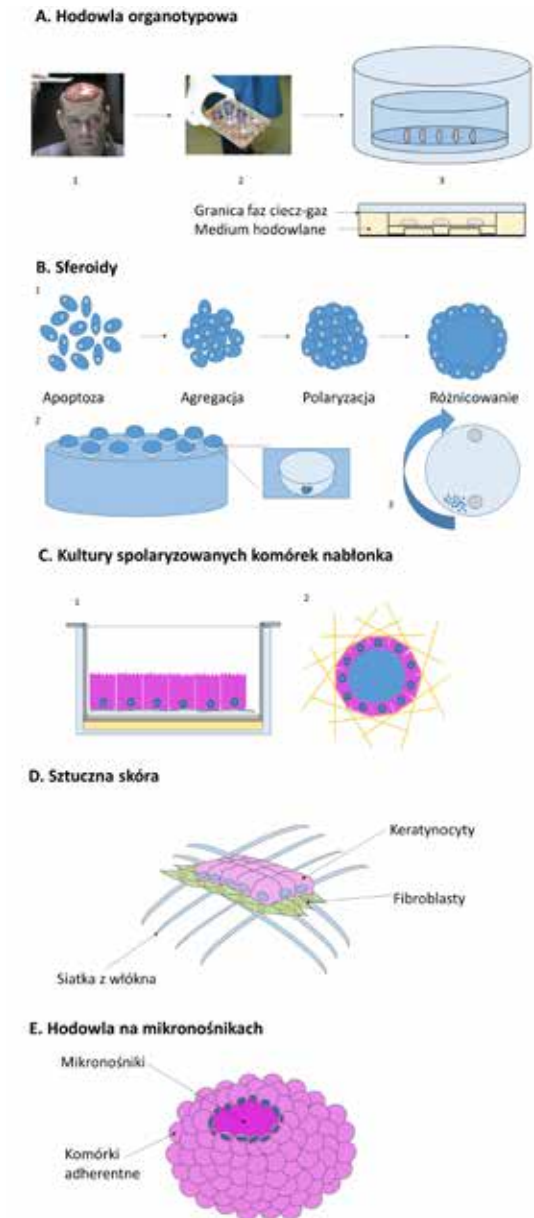 A. Hodowla organotypowa
1
2
3
Granica faz ciecz-gaz
Medium hodowlane
B. Sferoidy
1
Apoptoza
Agregacja
Polaryzacja
Różnicowanie
2
3
C. Kultury spolaryzowanych komórek nabłonka
1
2
D. Sztuczna skóra
Keratynocyty
Fibroblasty
Siatka z włókna
E. Hodowla na mikronośnikach
Mikronośniki
Komórki
adherentne